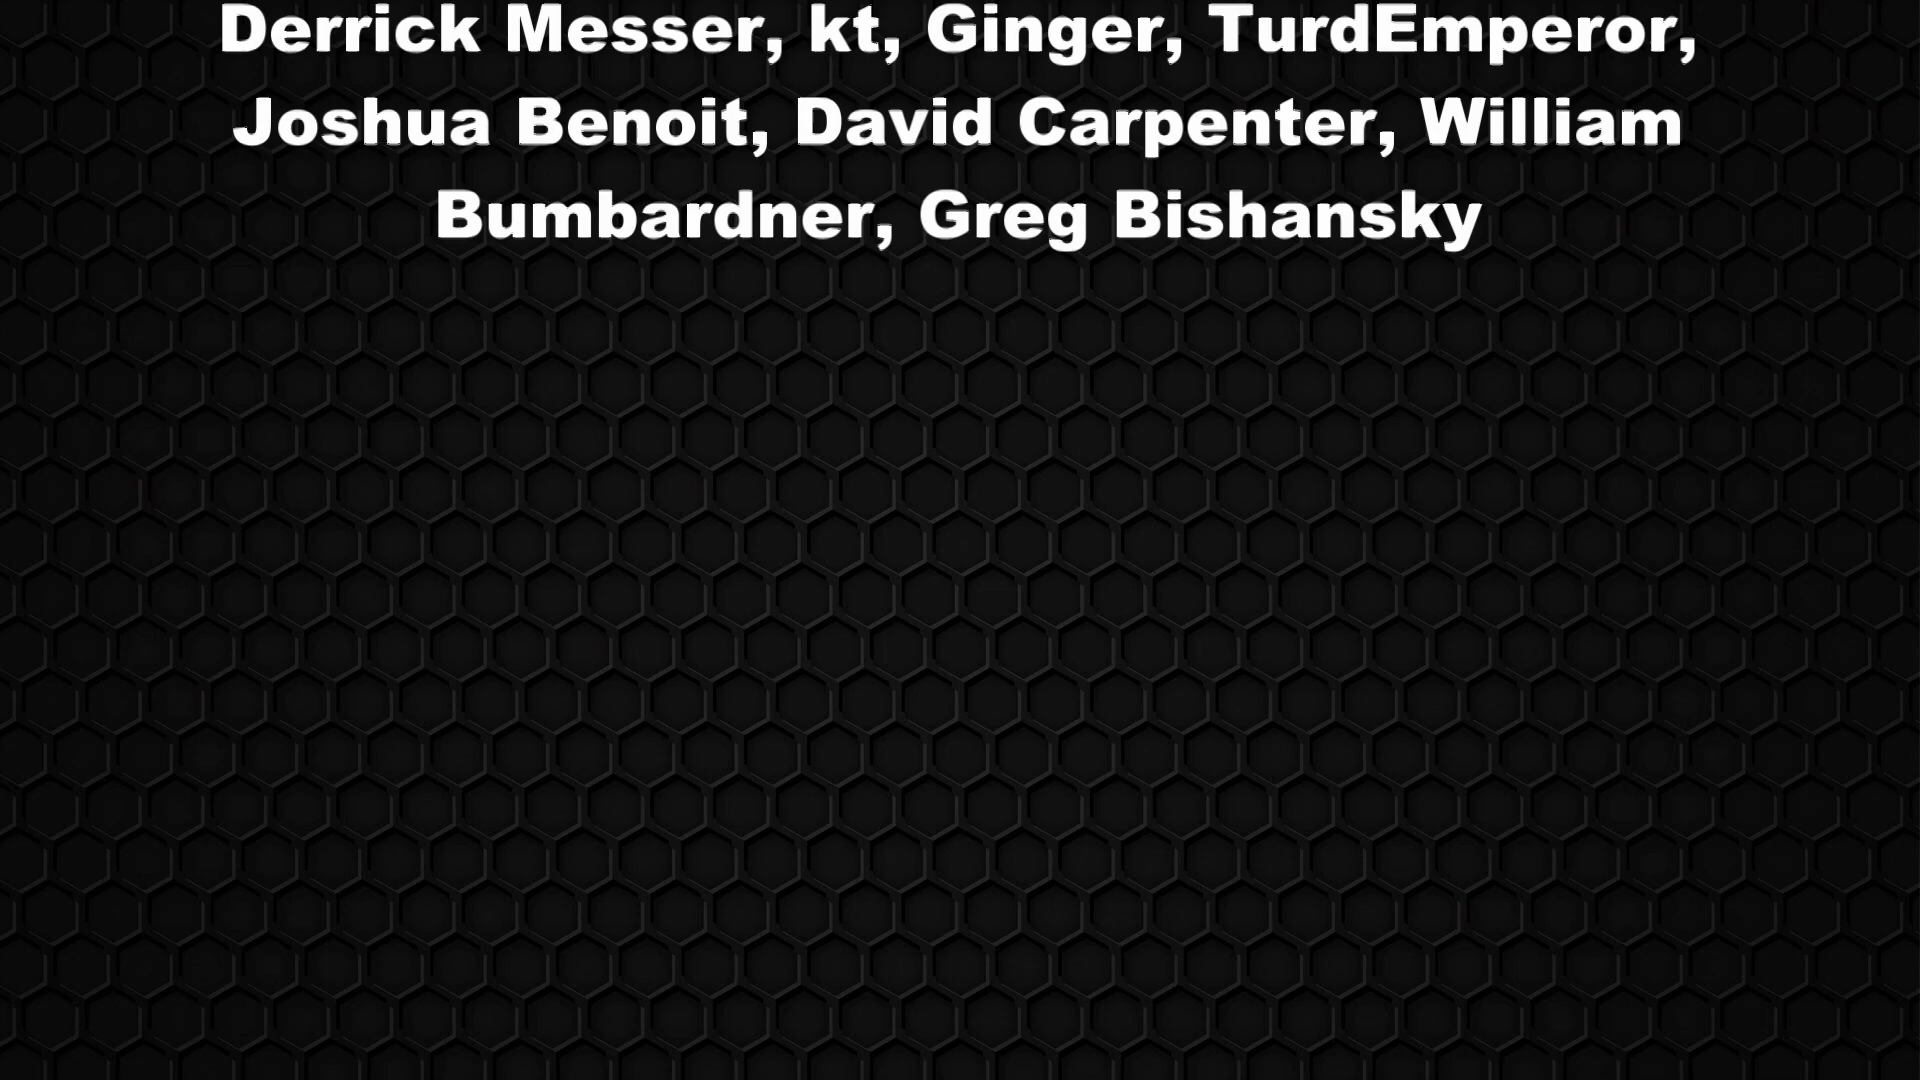 Derrick Messer, kt, Ginger, TurdEmperor,
Joshua Benoit, David Carpenter, William
Bumbardner, Greg Bishansky